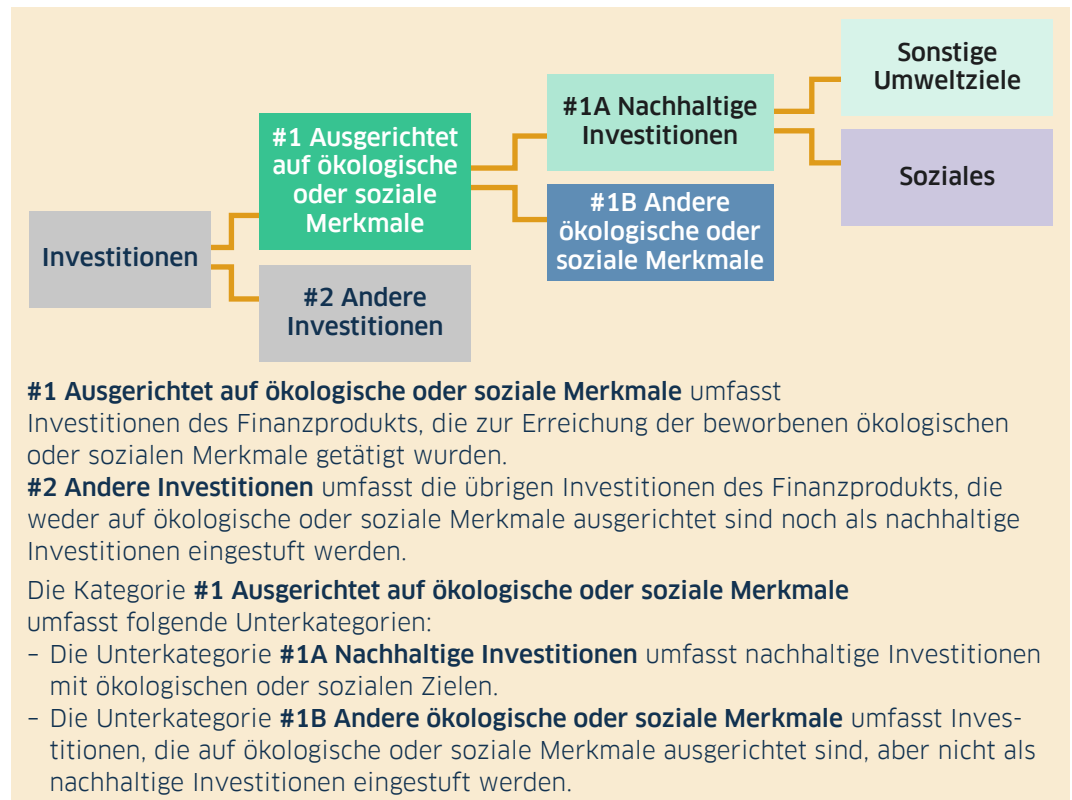 Investitionen
#1 Ausgerichtet
auf ökologische
oder soziale
Merkmale
#2 Andere
Investitionen
#1A Nachhaltige
Investitionen
#1B Andere
ökologische oder
soziale Merkmale
Sonstige
Umweltziele
Soziales
#1 Ausgerichtet auf ökologische oder soziale Merkmale umfasst
Investitionen des Finanzprodukts, die zur Erreichung der beworbenen ökologischen
oder sozialen Merkmale getätigt wurden.
#2 Andere Investitionen umfasst die übrigen Investitionen des Finanzprodukts, die
weder auf ökologische oder soziale Merkmale ausgerichtet sind noch als nachhaltige
Investitionen eingestuft werden.
Die Kategorie #1 Ausgerichtet auf ökologische oder soziale Merkmale
umfasst folgende Unterkategorien:
– Die Unterkategorie #1A Nachhaltige Investitionen umfasst nachhaltige Investitionen
mit ökologischen oder sozialen Zielen.
– Die Unterkategorie #1B Andere ökologische oder soziale Merkmale umfasst Inves-
titionen, die auf ökologische oder soziale Merkmale ausgerichtet sind, aber nicht als
nachhaltige Investitionen eingestuft werden.